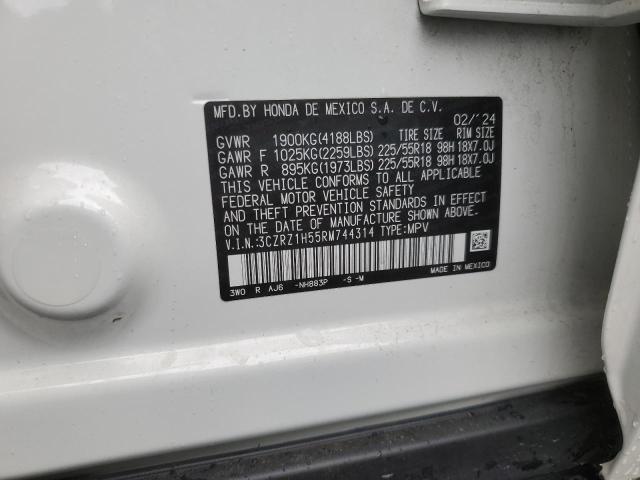 MFD.BY HONDA DE MEXICO S.A. DE C.V.
02/'24
TIRE SIZE RIM SIZE
GVWR 1900KG(4188LBS)
GAWR F 1025KG(2259LBS) 225/55R18 98H 18X7.0J
GAWR R 895KG(1973LBS) 225/55R18 98H 18X7.0J
THIS VEHICLE CONFORMS TO ALL APPLICABLE
FEDERAL MOTOR VEHICLE SAFETY
AND THEFT PREVENTION STANDARDS IN EFFECT
ON THE DATE OF MANUFACTURE SHOWN ABOVE.
V.I.N.:3CZRZ1H55RM744314 TYPE:MPV
MADE IN MEXICO
3W0 R AJ6 -NH883P -S -M